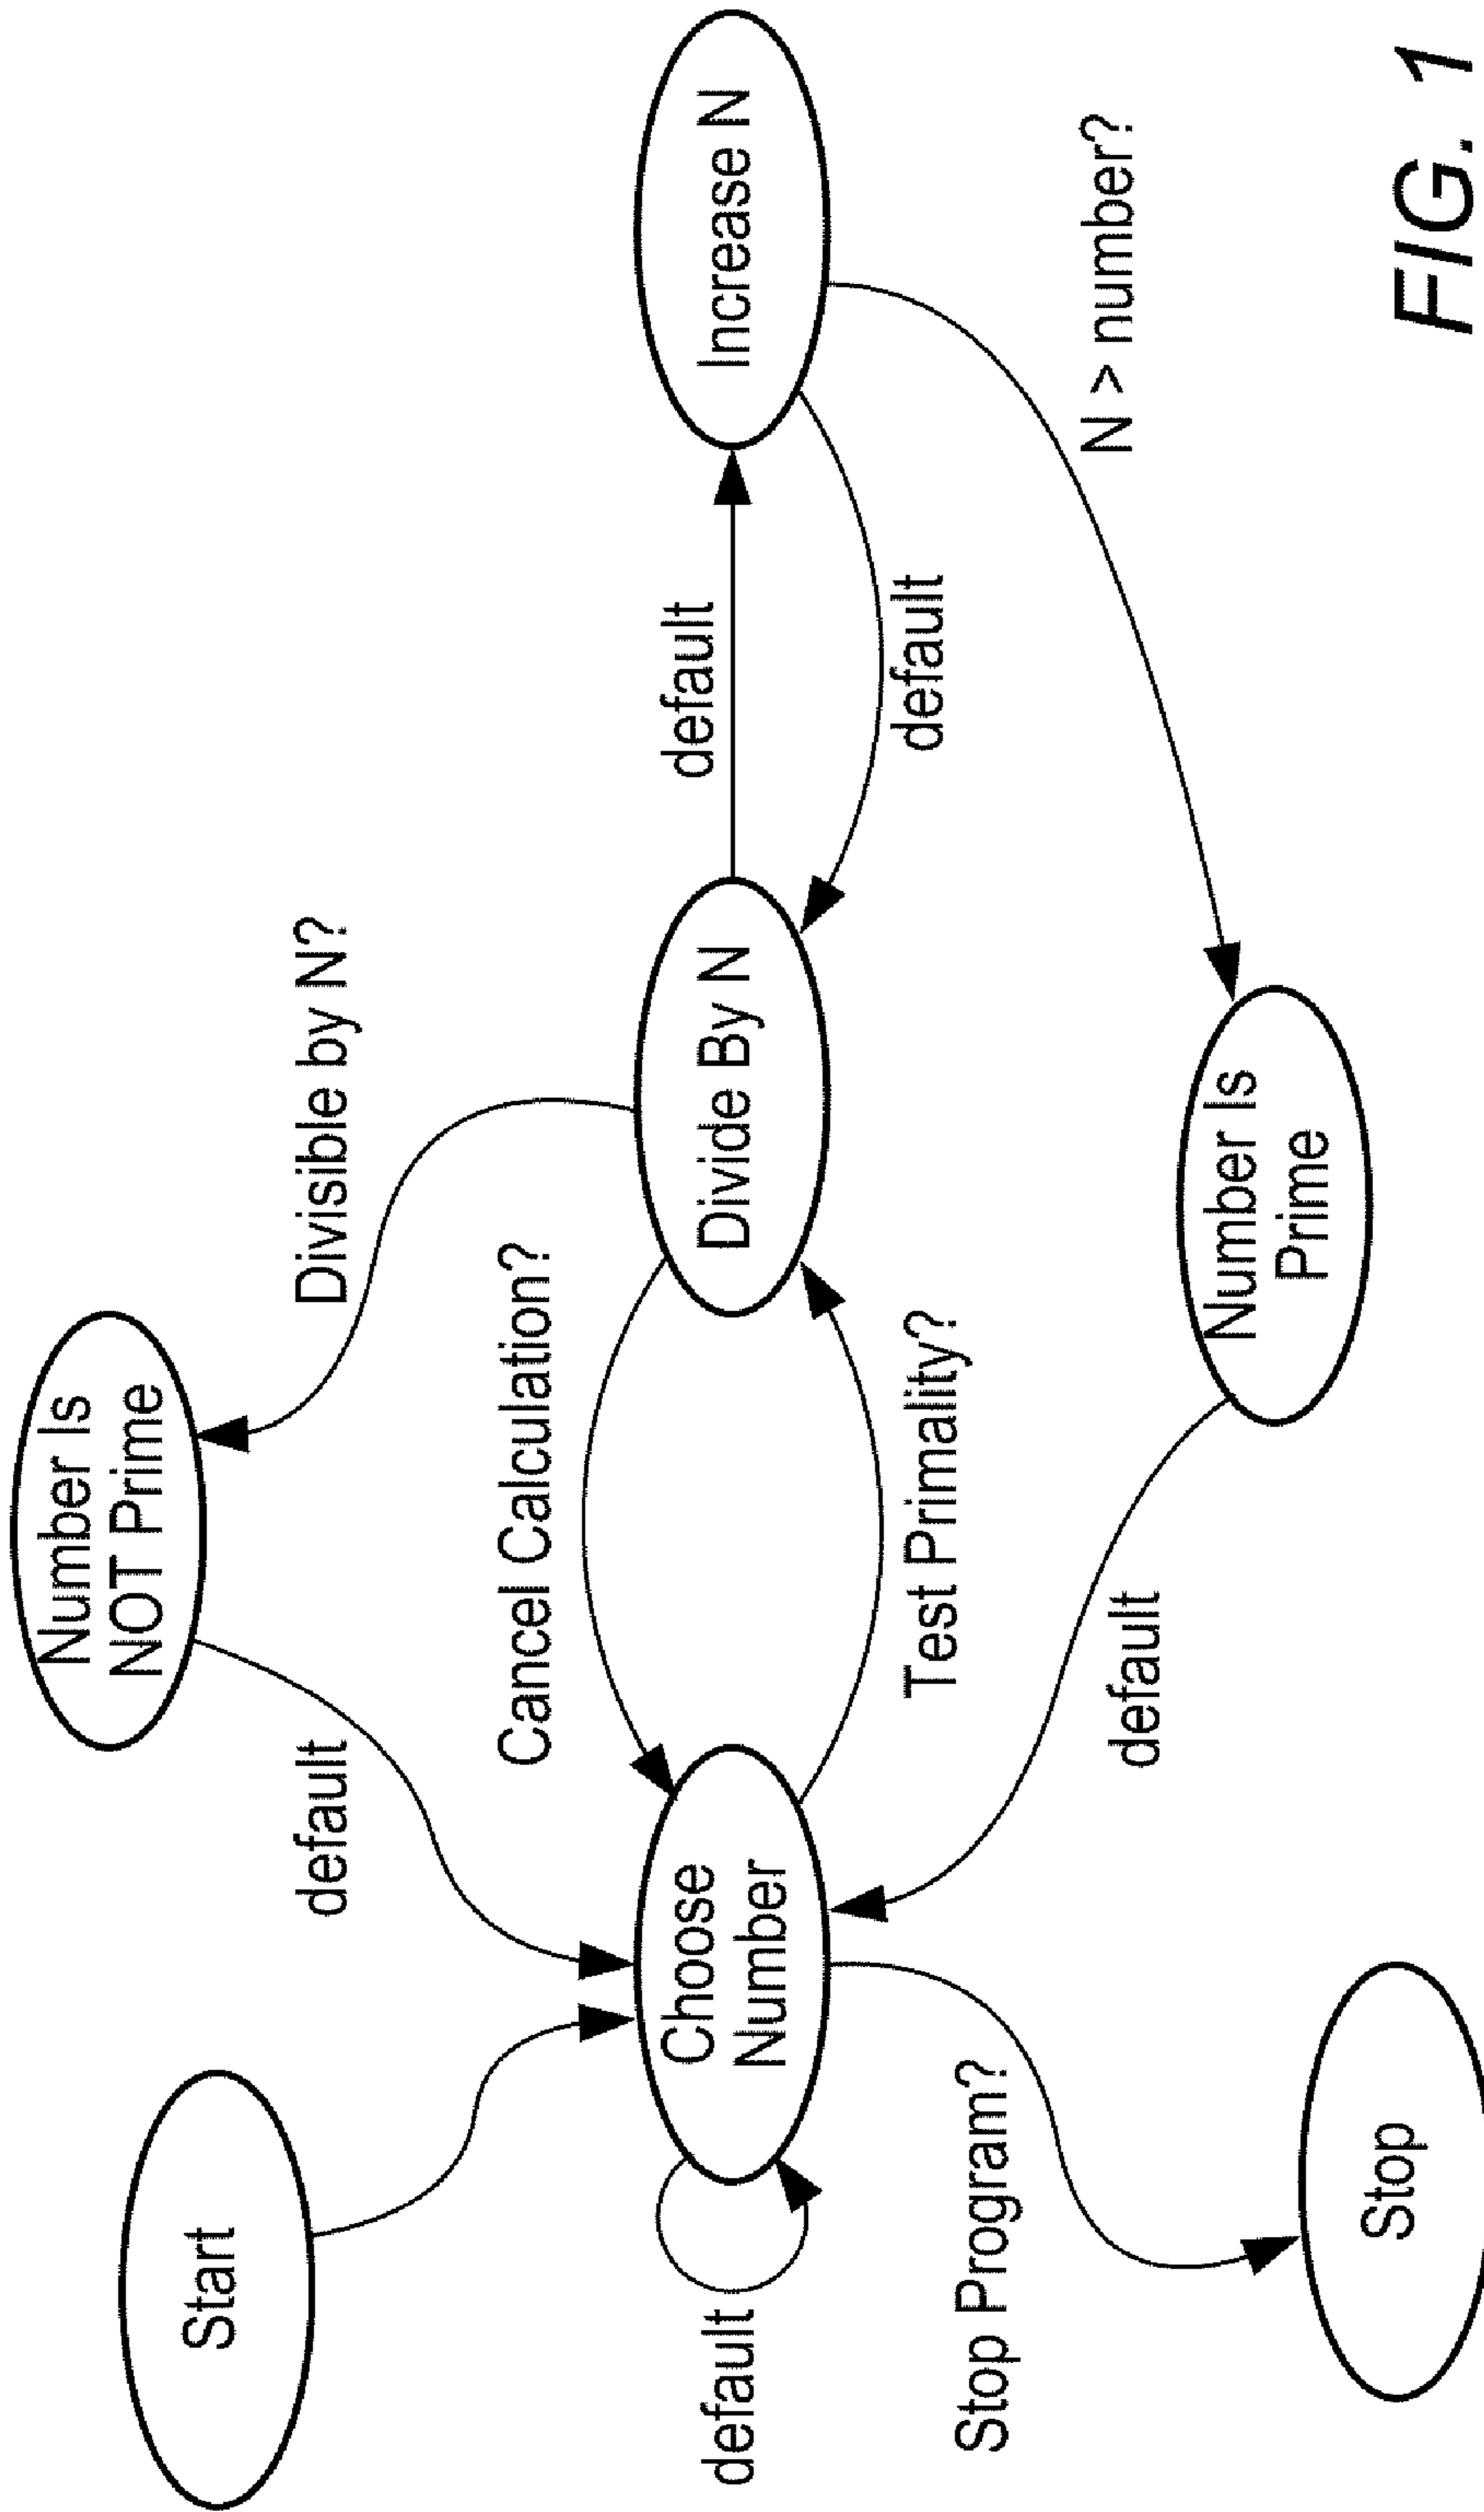 Start
Number Is
NOT Prime
default
Divisible by N?
Cancel Calculation?
default
Choose
Number
Divide By N
default
Increase N
default
Test Primality?
Stop Program?
default
N > number?
Number Is
Prime
Stop
FIG. 1